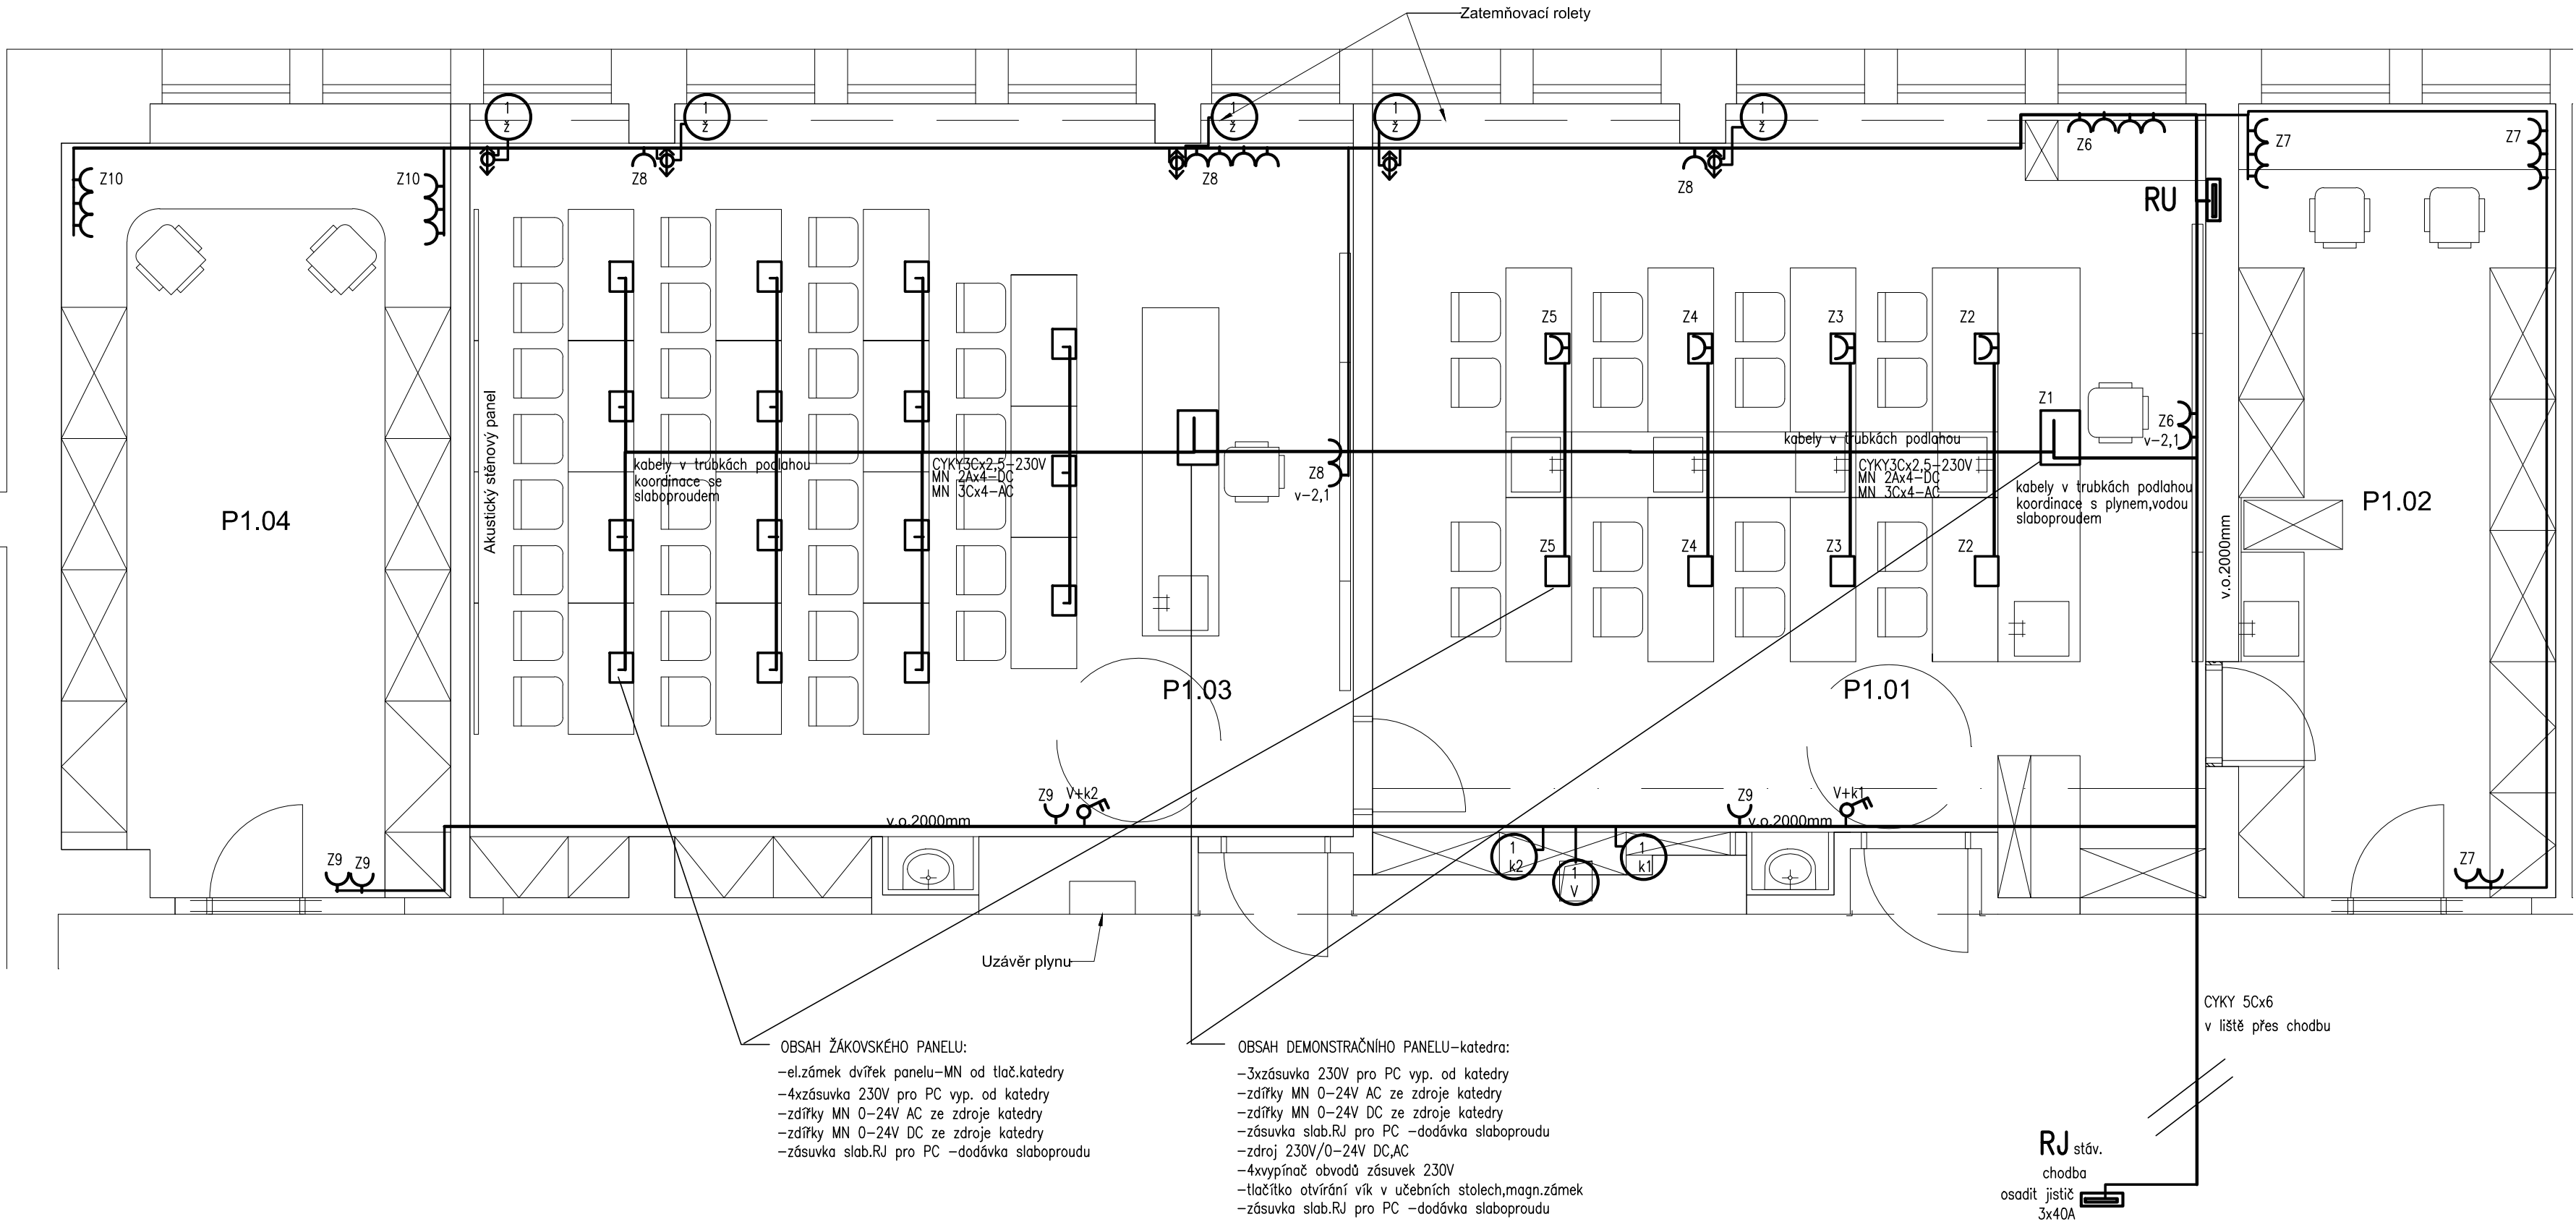 Zatemňovací rolety
1
ž
1
ž
1
ž
1
ž
1
ž
Z10
Z10
Z8
Z8
Z8
Z6
Z7
Z7
RU
Z5
Z4
Z3
Z2
Z1
Z6
v-2,1
Akustický stěnový panel
kabely v trubkách podlahou
koordinace se
slaboproudem
CYKY3Cx2,5-230V
MN 2Ax4-DC
MN 3Cx4-AC
Z8
v-2,1
kabely v trubkách podlahou
CYKY3Cx2,5-230V
MN 2Ax4-DC
MN 3Cx4-AC
kabely v trubkách podlahou
koordinace s plynem,vodou
slaboproudem
P1.04
P1.02
v.o.2000mm
Z5
Z4
Z3
Z2
P1.03
P1.01
Z9
V+k2
v.o.2000mm
Z9
V+k1
v.o.2000mm
1
k2
1
V
1
k1
Z9
Z9
Z7
Uzávěr plynu
CYKY 5Cx6
v liště přes chodbu
OBSAH ŽÁKOVSKÉHO PANELU:
-el.zámek dvířek panelu-MN od tlač.katedry
-4xzásuvka 230V pro PC vyp. od katedry
-zdířky MN 0-24V AC ze zdroje katedry
-zdířky MN 0-24V DC ze zdroje katedry
-zásuvka slab.RJ pro PC -dodávka slaboproudu
OBSAH DEMONSTRAČNÍHO PANELU-katedra:
-3xzásuvka 230V pro PC vyp. od katedry
-zdířky MN 0-24V AC ze zdroje katedry
-zdířky MN 0-24V DC ze zdroje katedry
-zásuvka slab.RJ pro PC -dodávka slaboproudu
-zdroj 230V/0-24V DC,AC
-4xvypínač obvodů zásuvek 230V
-tlačítko otvírání vík v učebních stolech,magn.zámek
-zásuvka slab.RJ pro PC -dodávka slaboproudu
RJ stáv.
chodba
osadit jistič
3x40A